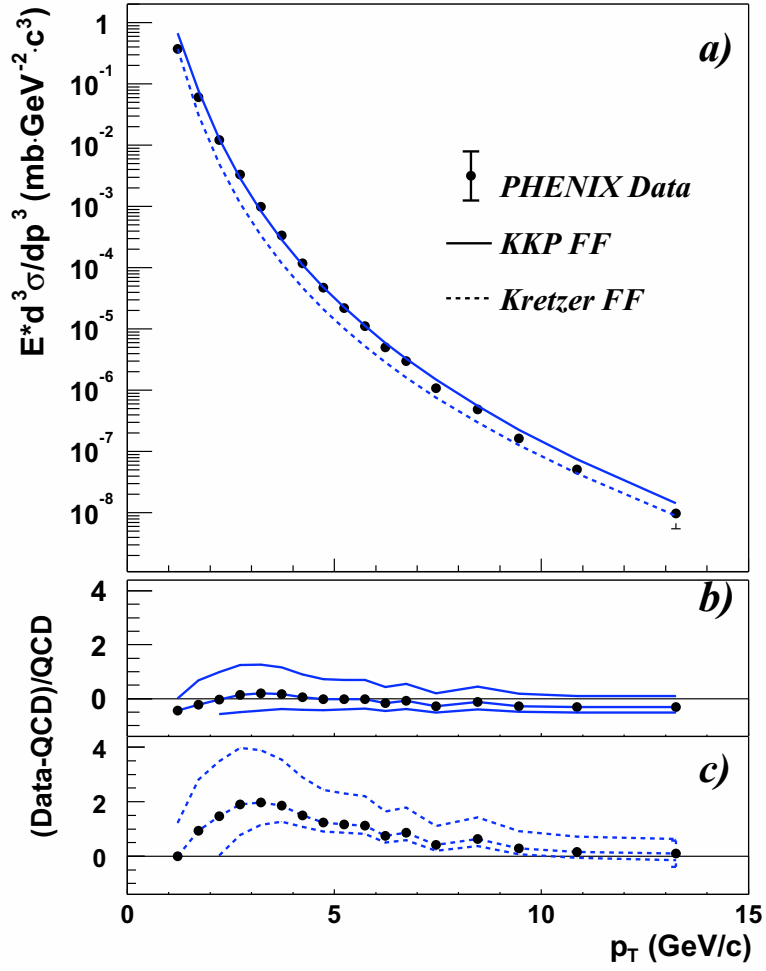 a)
E*d³σ/dp³ (mb·GeV⁻²·c³)
1
10⁻¹
10⁻²
10⁻³
10⁻⁴
10⁻⁵
10⁻⁶
10⁻⁷
10⁻⁸
PHENIX Data
KKP FF
Kretzer FF
b)
(Data-QCD)/QCD
4
2
0
c)
4
2
0
0
5
10
15
p_T (GeV/c)